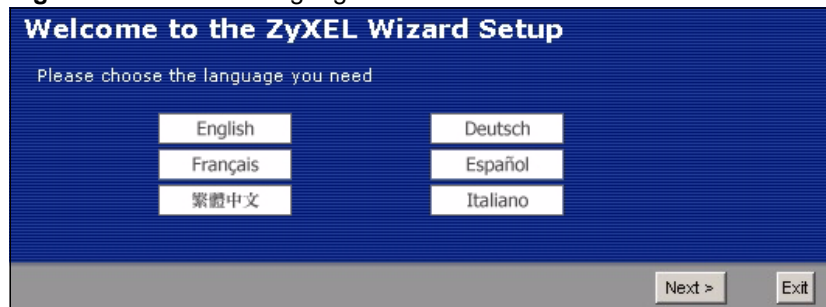 Welcome to the ZyXEL Wizard Setup
Please choose the language you need
English
Deutsch
Français
Español
繁體中文
Italiano
Next >
Exit